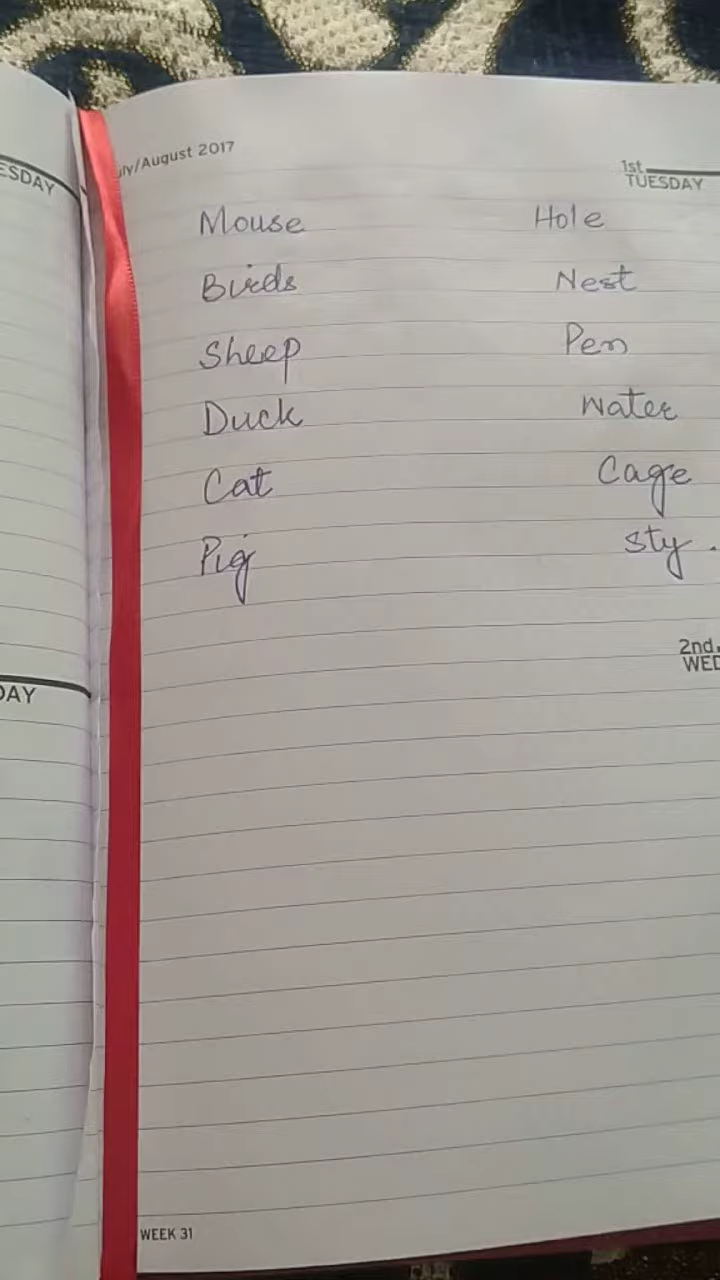 ESDAY
uly/August 2017
1st
TUESDAY
Mouse Hole
Birds Nest
Sheep Pen
Duck Water
Cat Cage
Pig Sty.
2nd
WED
DAY
WEEK 31